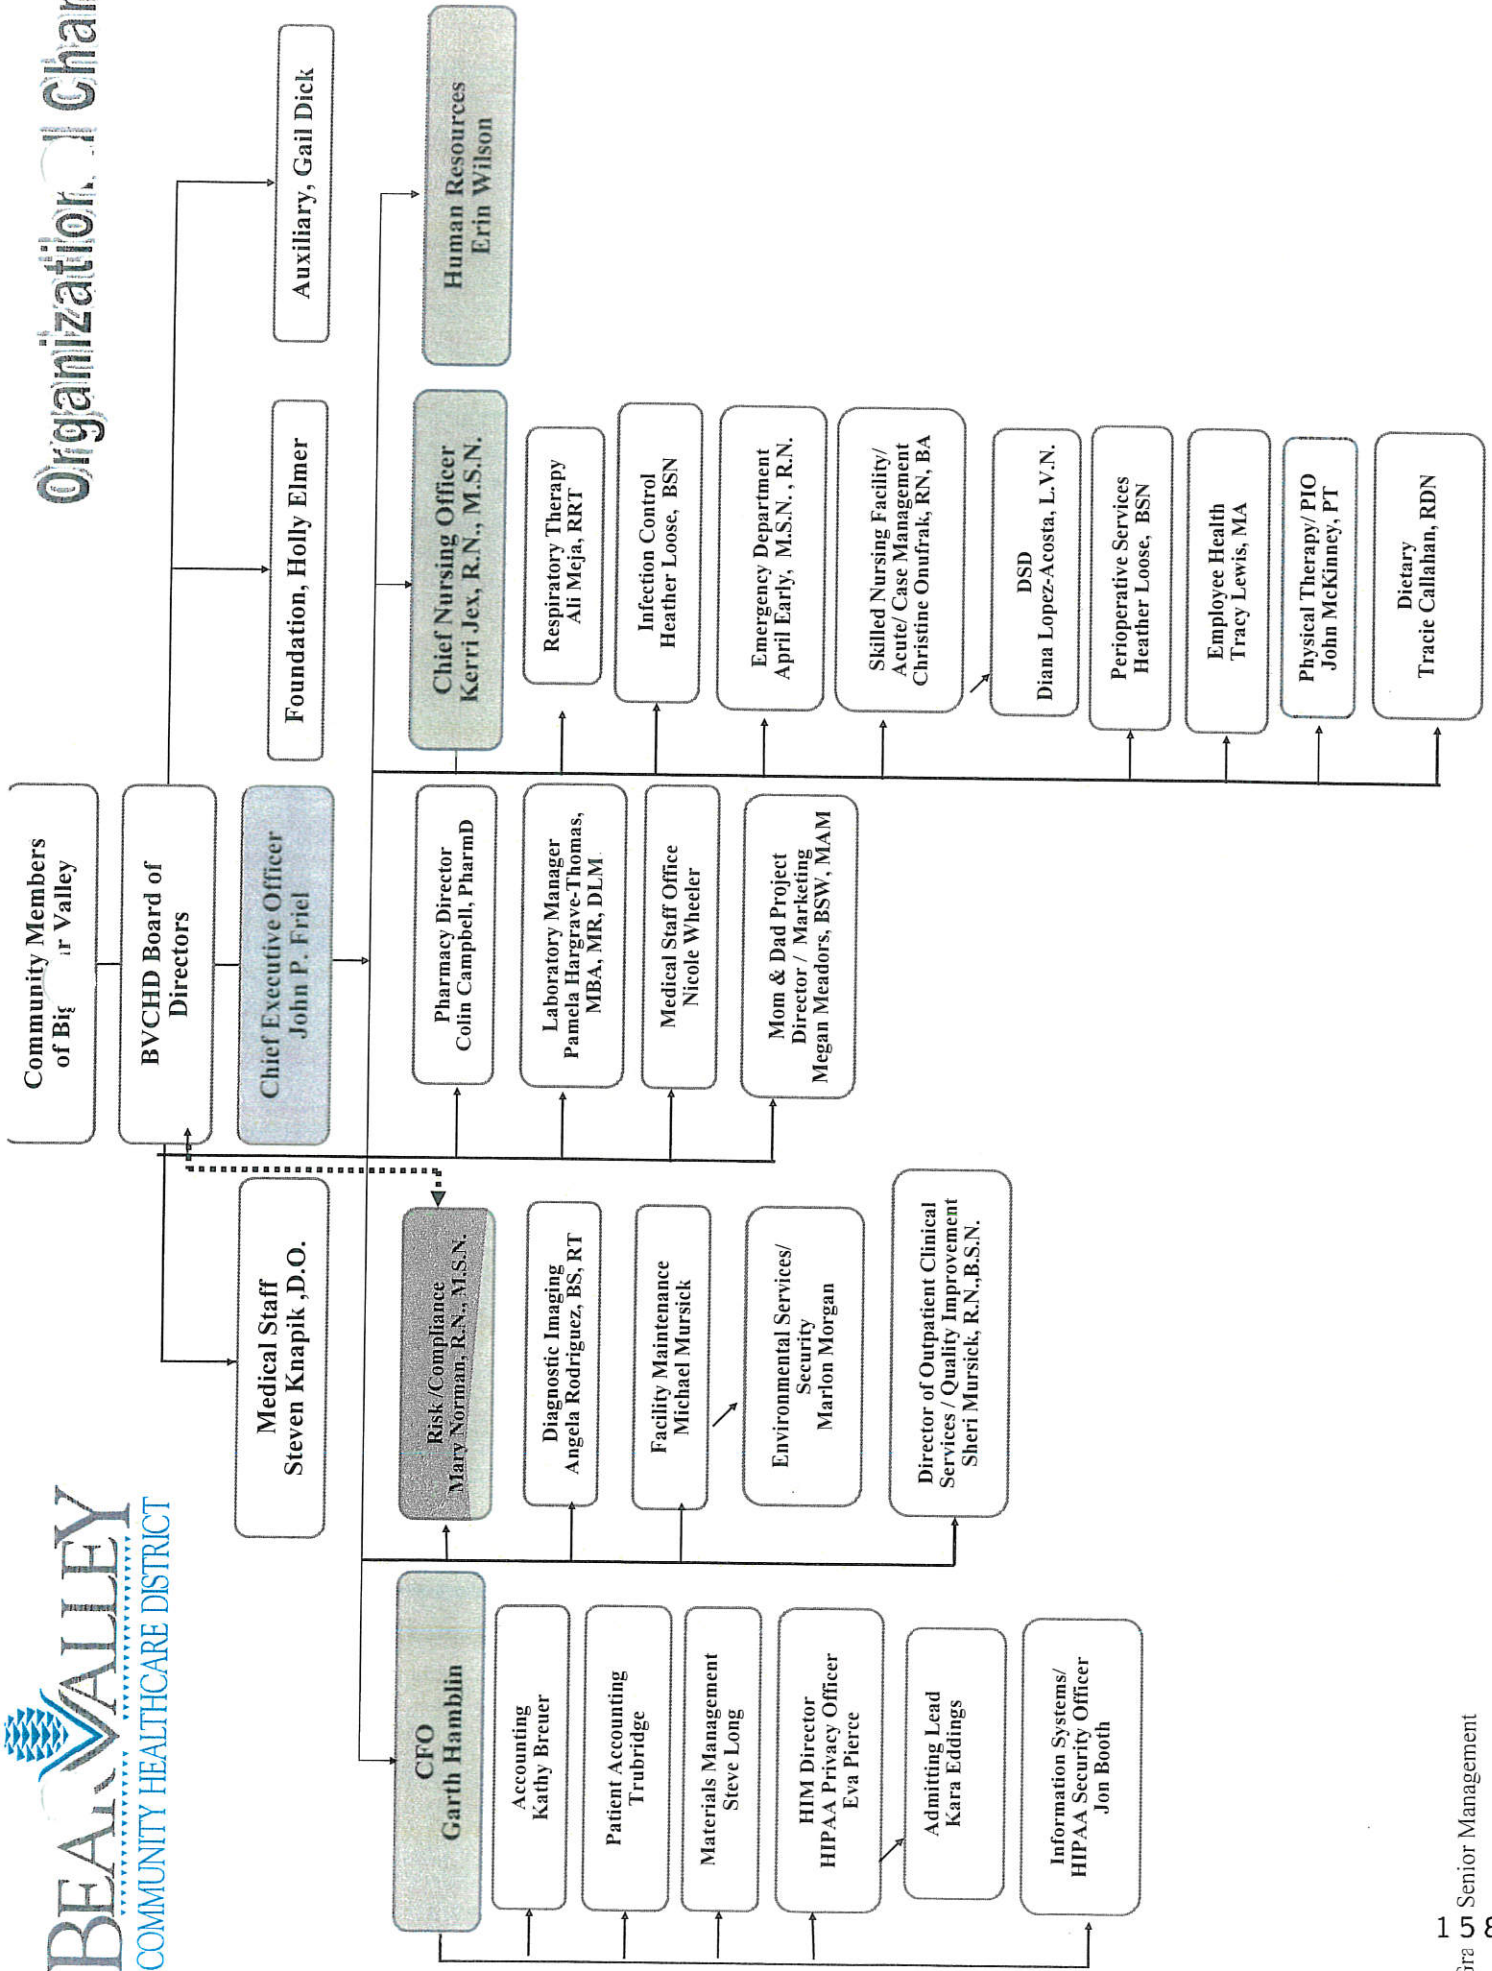 BEAR VALLEY
COMMUNITY HEALTHCARE DISTRICT
Organizational Char
Community Members
of Big Valley
BVCHD Board of
Directors
Medical Staff
Steven Knapik ,D.O.
Chief Executive Officer
John P. Friel
Foundation, Holly Elmer
Auxiliary, Gail Dick
CFO
Garth Hamblin
Accounting
Kathy Breuer
Patient Accounting
Trubridge
Materials Management
Steve Long
HIM Director
HIPAA Privacy Officer
Eva Pierce
Admitting Lead
Kara Eddings
Information Systems/
HIPAA Security Officer
Jon Booth
Risk /Compliance
Mary Norman, R.N., M.S.N.
Diagnostic Imaging
Angela Rodriguez, BS, RT
Facility Maintenance
Michael Mursick
Environmental Services/
Security
Marlon Morgan
Director of Outpatient Clinical
Services / Quality Improvement
Sheri Mursick, R.N.,B.S.N.
Pharmacy Director
Colin Campbell, PharmD
Laboratory Manager
Pamela Hargrave-Thomas,
MBA, MR, DLM
Medical Staff Office
Nicole Wheeler
Mom & Dad Project
Director / Marketing
Megan Meadors, BSW, MAM
Chief Nursing Officer
Kerri Jex, R.N., M.S.N.
Respiratory Therapy
Ali Meja, RRT
Infection Control
Heather Loose, BSN
Emergency Department
April Early, M.S.N. , R.N.
Skilled Nursing Facility/
Acute/ Case Management
Christine Onufrak, RN, BA
DSD
Diana Lopez-Acosta, L.V.N.
Perioperative Services
Heather Loose, BSN
Employee Health
Tracy Lewis, MA
Physical Therapy/ PIO
John McKinney, PT
Dietary
Tracie Callahan, RDN
Human Resources
Erin Wilson
Senior Management
158